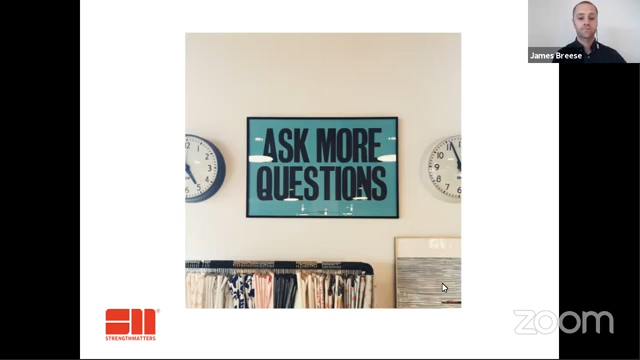 James Breese
ASK MORE
QUESTIONS
STRENGTHMATTERS
zoom